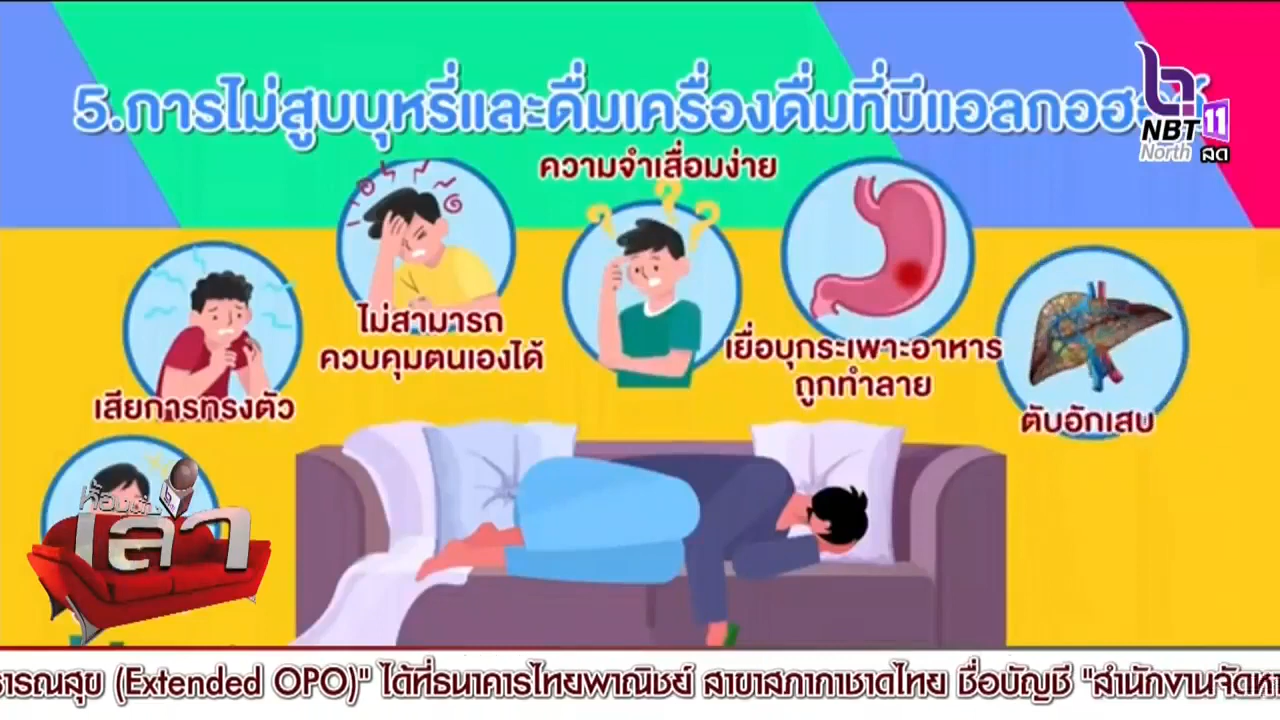 5.การไม่สูบบุหรี่และดื่มเครื่องดื่มที่มีแอลกอฮอล์
NBT 11
North สด
ความจำเสื่อมง่าย
ไม่สามารถ
ควบคุมตนเองได้
เยื่อบุกระเพาะอาหาร
ถูกทำลาย
เสียการทรงตัว
ตับอักเสบ
เล่า
(Extended OPO)" ได้ที่ธนาคารไทยพาณิชย์ สาขาสภากาชาดไทย ชื่อบัญชี "สำนักงานจัดหา